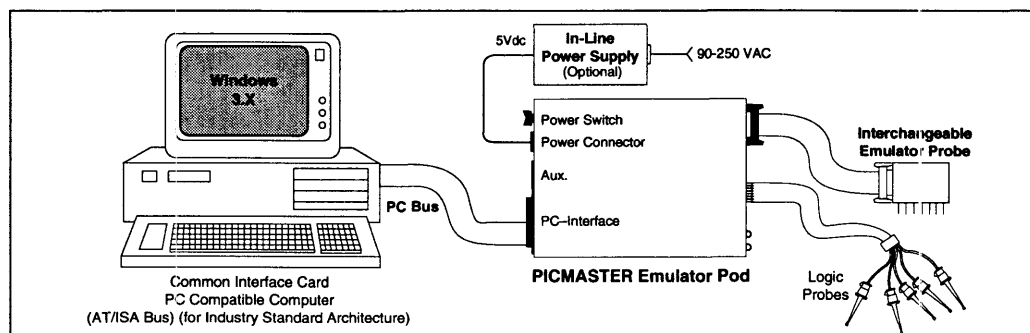 Windows
3.X
PC Bus
Common Interface Card
PC Compatible Computer
(AT/ISA Bus) (for Industry Standard Architecture)
5Vdc
In-Line
Power Supply
(Optional)
90-250 VAC
Power Switch
Power Connector
Aux.
PC–Interface
PICMASTER Emulator Pod
Interchangeable
Emulator Probe
Logic
Probes